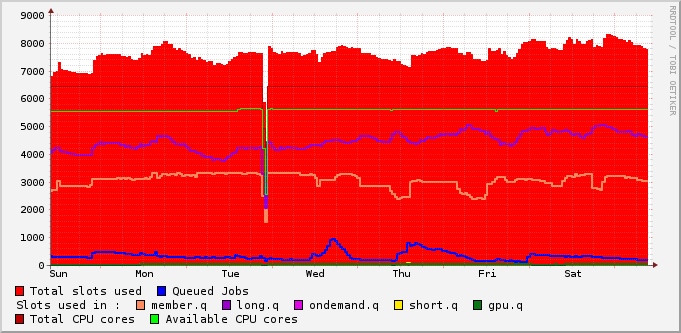 9000
8000
7000
6000
5000
4000
3000
2000
1000
0
Sun Mon Tue Wed Thu Fri Sat
RRDTOOL / TOBI OETIKER
Total slots used Queued Jobs
Slots used in : member.q long.q ondemand.q short.q gpu.q
Total CPU cores Available CPU cores